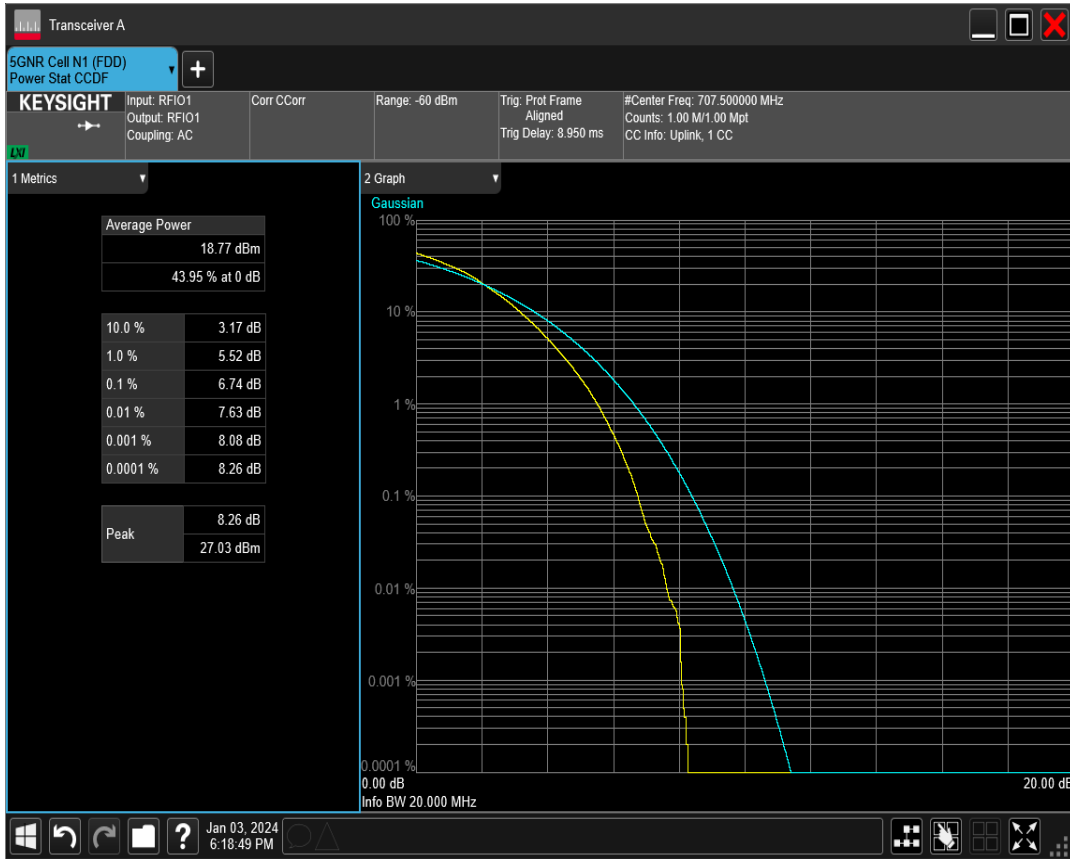 Transceiver A
5GNR Cell N1 (FDD)
Power Stat CCDF
+
KEYSIGHT
LXI
Input: RFIO1
Output: RFIO1
Coupling: AC
Corr CCorr
Range: -60 dBm
Trig: Prot Frame
Aligned
Trig Delay: 8.950 ms
#Center Freq: 707.500000 MHz
Counts: 1.00 M/1.00 Mpt
CC Info: Uplink, 1 CC
1 Metrics
Average Power
18.77 dBm
43.95 % at 0 dB
10.0 % 3.17 dB
1.0 % 5.52 dB
0.1 % 6.74 dB
0.01 % 7.63 dB
0.001 % 8.08 dB
0.0001 % 8.26 dB
Peak
8.26 dB
27.03 dBm
2 Graph
Gaussian
100 %
10 %
1 %
0.1 %
0.01 %
0.001 %
0.0001 %
0.00 dB 20.00 dB
Info BW 20.000 MHz
?
Jan 03, 2024
6:18:49 PM